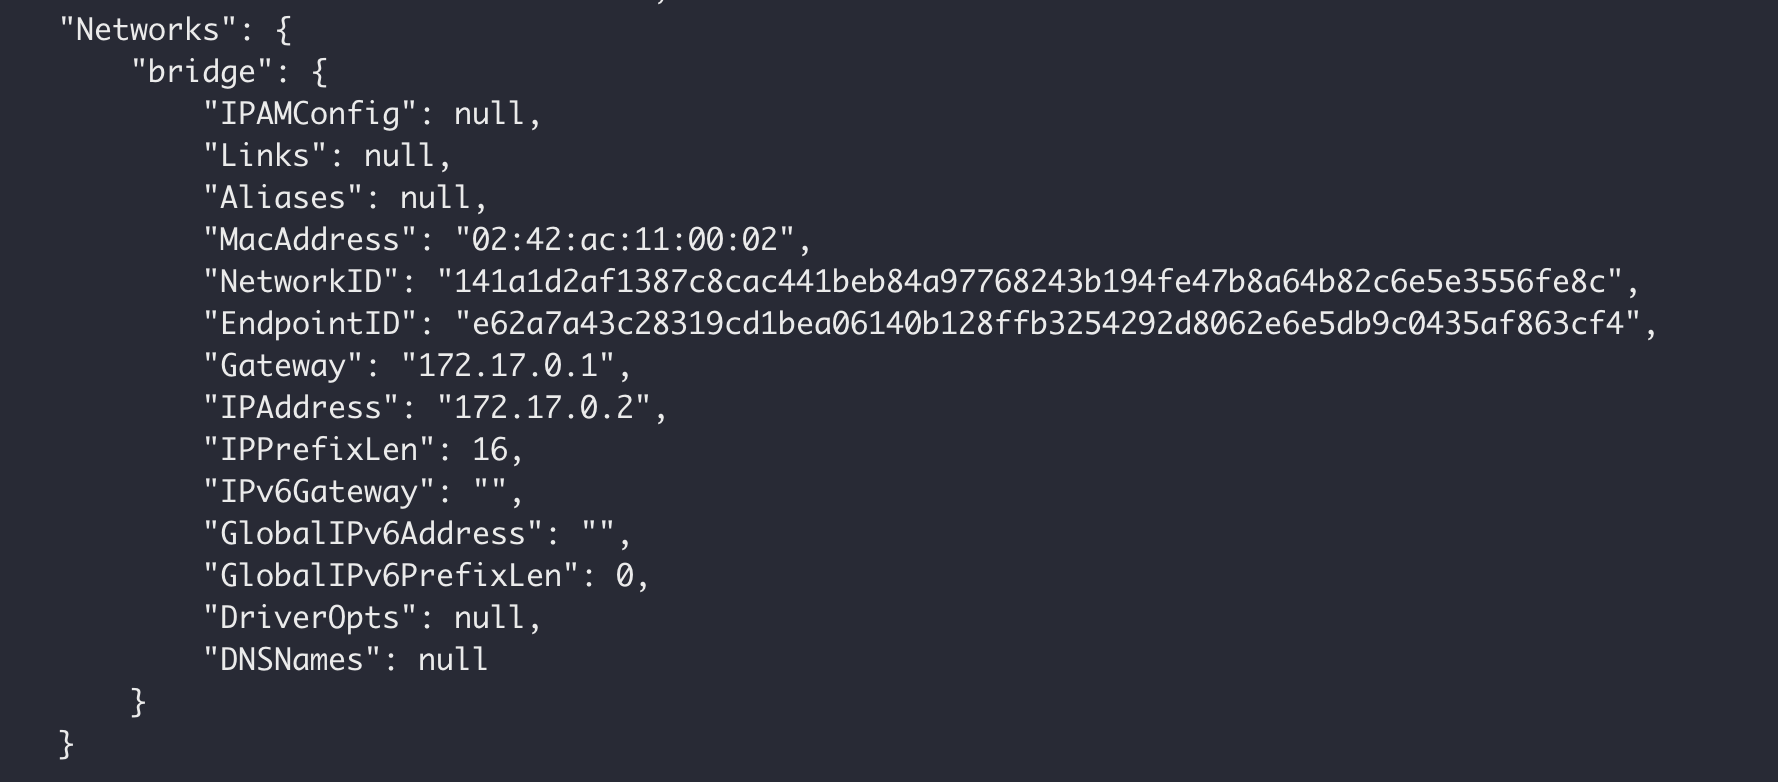 "Networks": {
"bridge": {
"IPAMConfig": null,
"Links": null,
"Aliases": null,
"MacAddress": "02:42:ac:11:00:02",
"NetworkID": "141a1d2af1387c8cac441beb84a97768243b194fe47b8a64b82c6e5e3556fe8c",
"EndpointID": "e62a7a43c28319cd1bea06140b128ffb3254292d8062e6e5db9c0435af863cf4",
"Gateway": "172.17.0.1",
"IPAddress": "172.17.0.2",
"IPPrefixLen": 16,
"IPv6Gateway": "",
"GlobalIPv6Address": "",
"GlobalIPv6PrefixLen": 0,
"DriverOpts": null,
"DNSNames": null
}
}